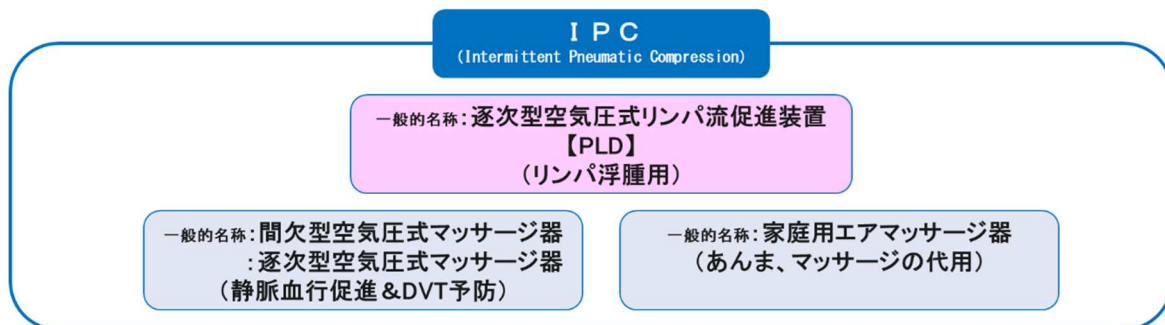 IPC
(Intermittent Pneumatic Compression)
一般的名称:逐次型空気圧式リンパ流促進装置
【PLD】
(リンパ浮腫用)
一般的名称:間欠型空気圧式マッサージ器
:逐次型空気圧式マッサージ器
(静脈血行促進&DVT予防)
一般的名称:家庭用エアマッサージ器
(あんま、マッサージの代用)